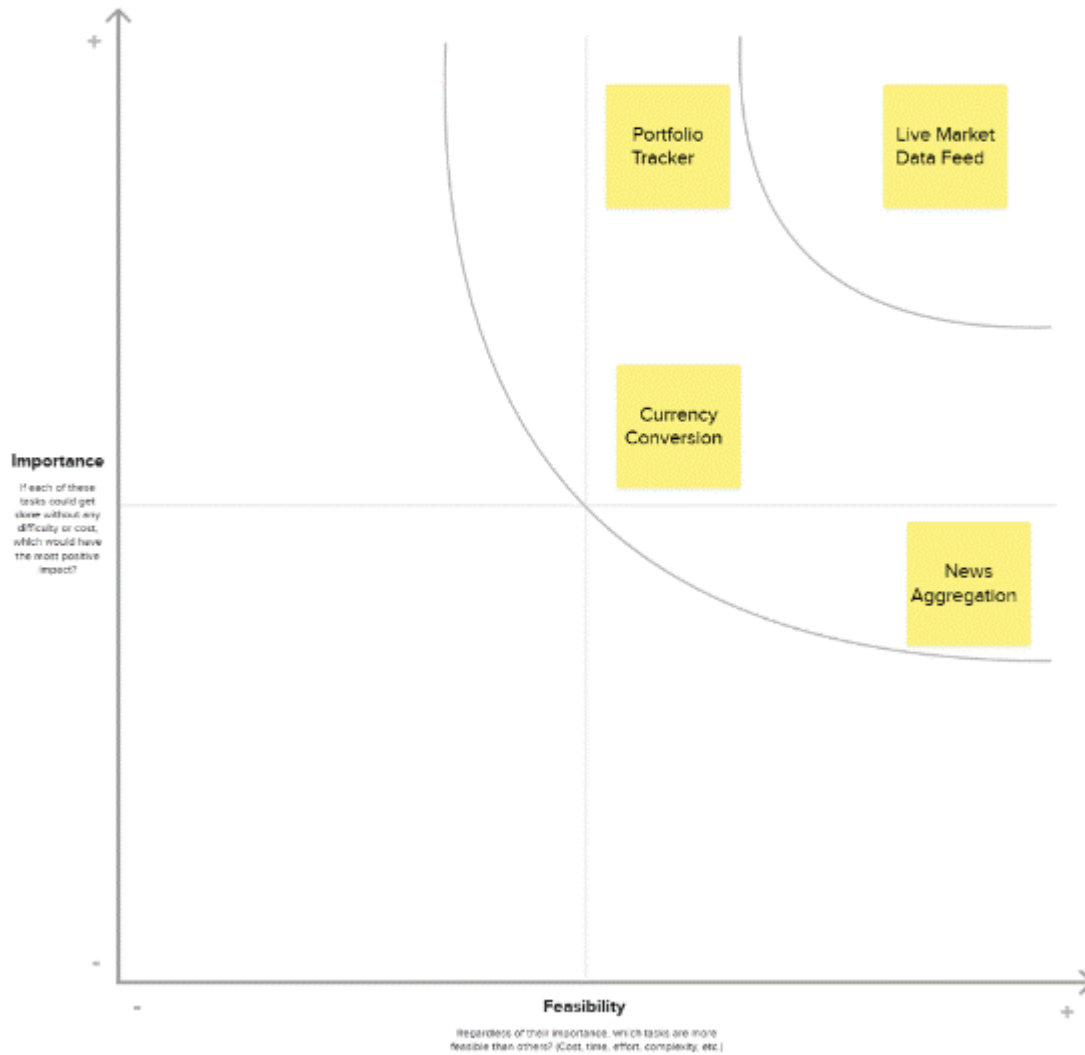 +
Portfolio
Tracker
Live Market
Data Feed
Currency
Conversion
Importance
If each of these
tasks could get
done without any
difficulty or cost,
which would have
the most positive
impact?
News
Aggregation
-
-
Feasibility
+
Regardless of their importance, which tasks are more
feasible than others? (Cost, time, effort, complexity, etc.)